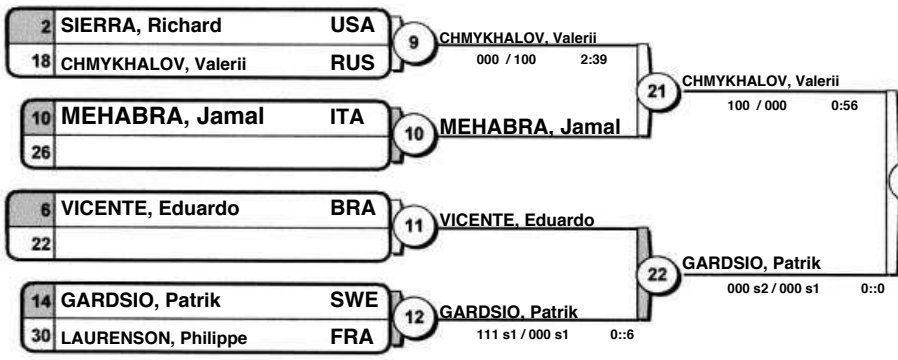 2 SIERRA, Richard USA
18 CHMYKHALOV, Valerii RUS
9
CHMYKHALOV, Valerii
000 / 100 2:39
10 MEHABRA, Jamal ITA
26
10
MEHABRA, Jamal
21
CHMYKHALOV, Valerii
100 / 000 0:56
6 VICENTE, Eduardo BRA
22
11
VICENTE, Eduardo
14 GARDSIO, Patrik SWE
30 LAURENSON, Philippe FRA
12
GARDSIO, Patrik
111 s1 / 000 s1 0::6
22
GARDSIO, Patrik
000 s2 / 000 s1 0::0